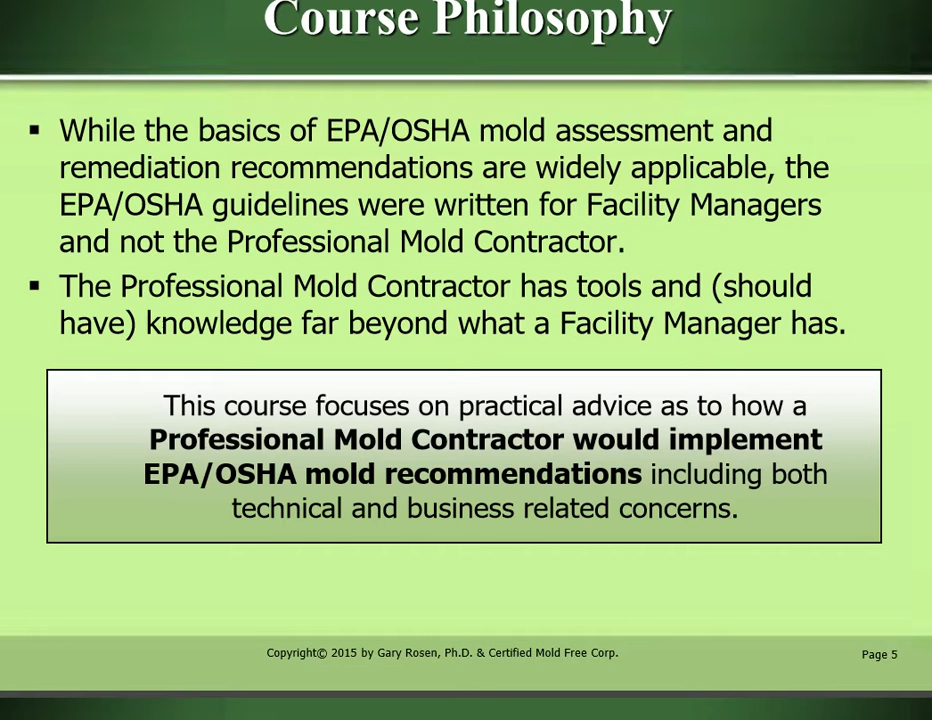 Course Philosophy
▪ While the basics of EPA/OSHA mold assessment and
remediation recommendations are widely applicable, the
EPA/OSHA guidelines were written for Facility Managers
and not the Professional Mold Contractor.
▪ The Professional Mold Contractor has tools and (should
have) knowledge far beyond what a Facility Manager has.
This course focuses on practical advice as to how a
Professional Mold Contractor would implement
EPA/OSHA mold recommendations including both
technical and business related concerns.
Copyright© 2015 by Gary Rosen, Ph.D. & Certified Mold Free Corp.
Page 5